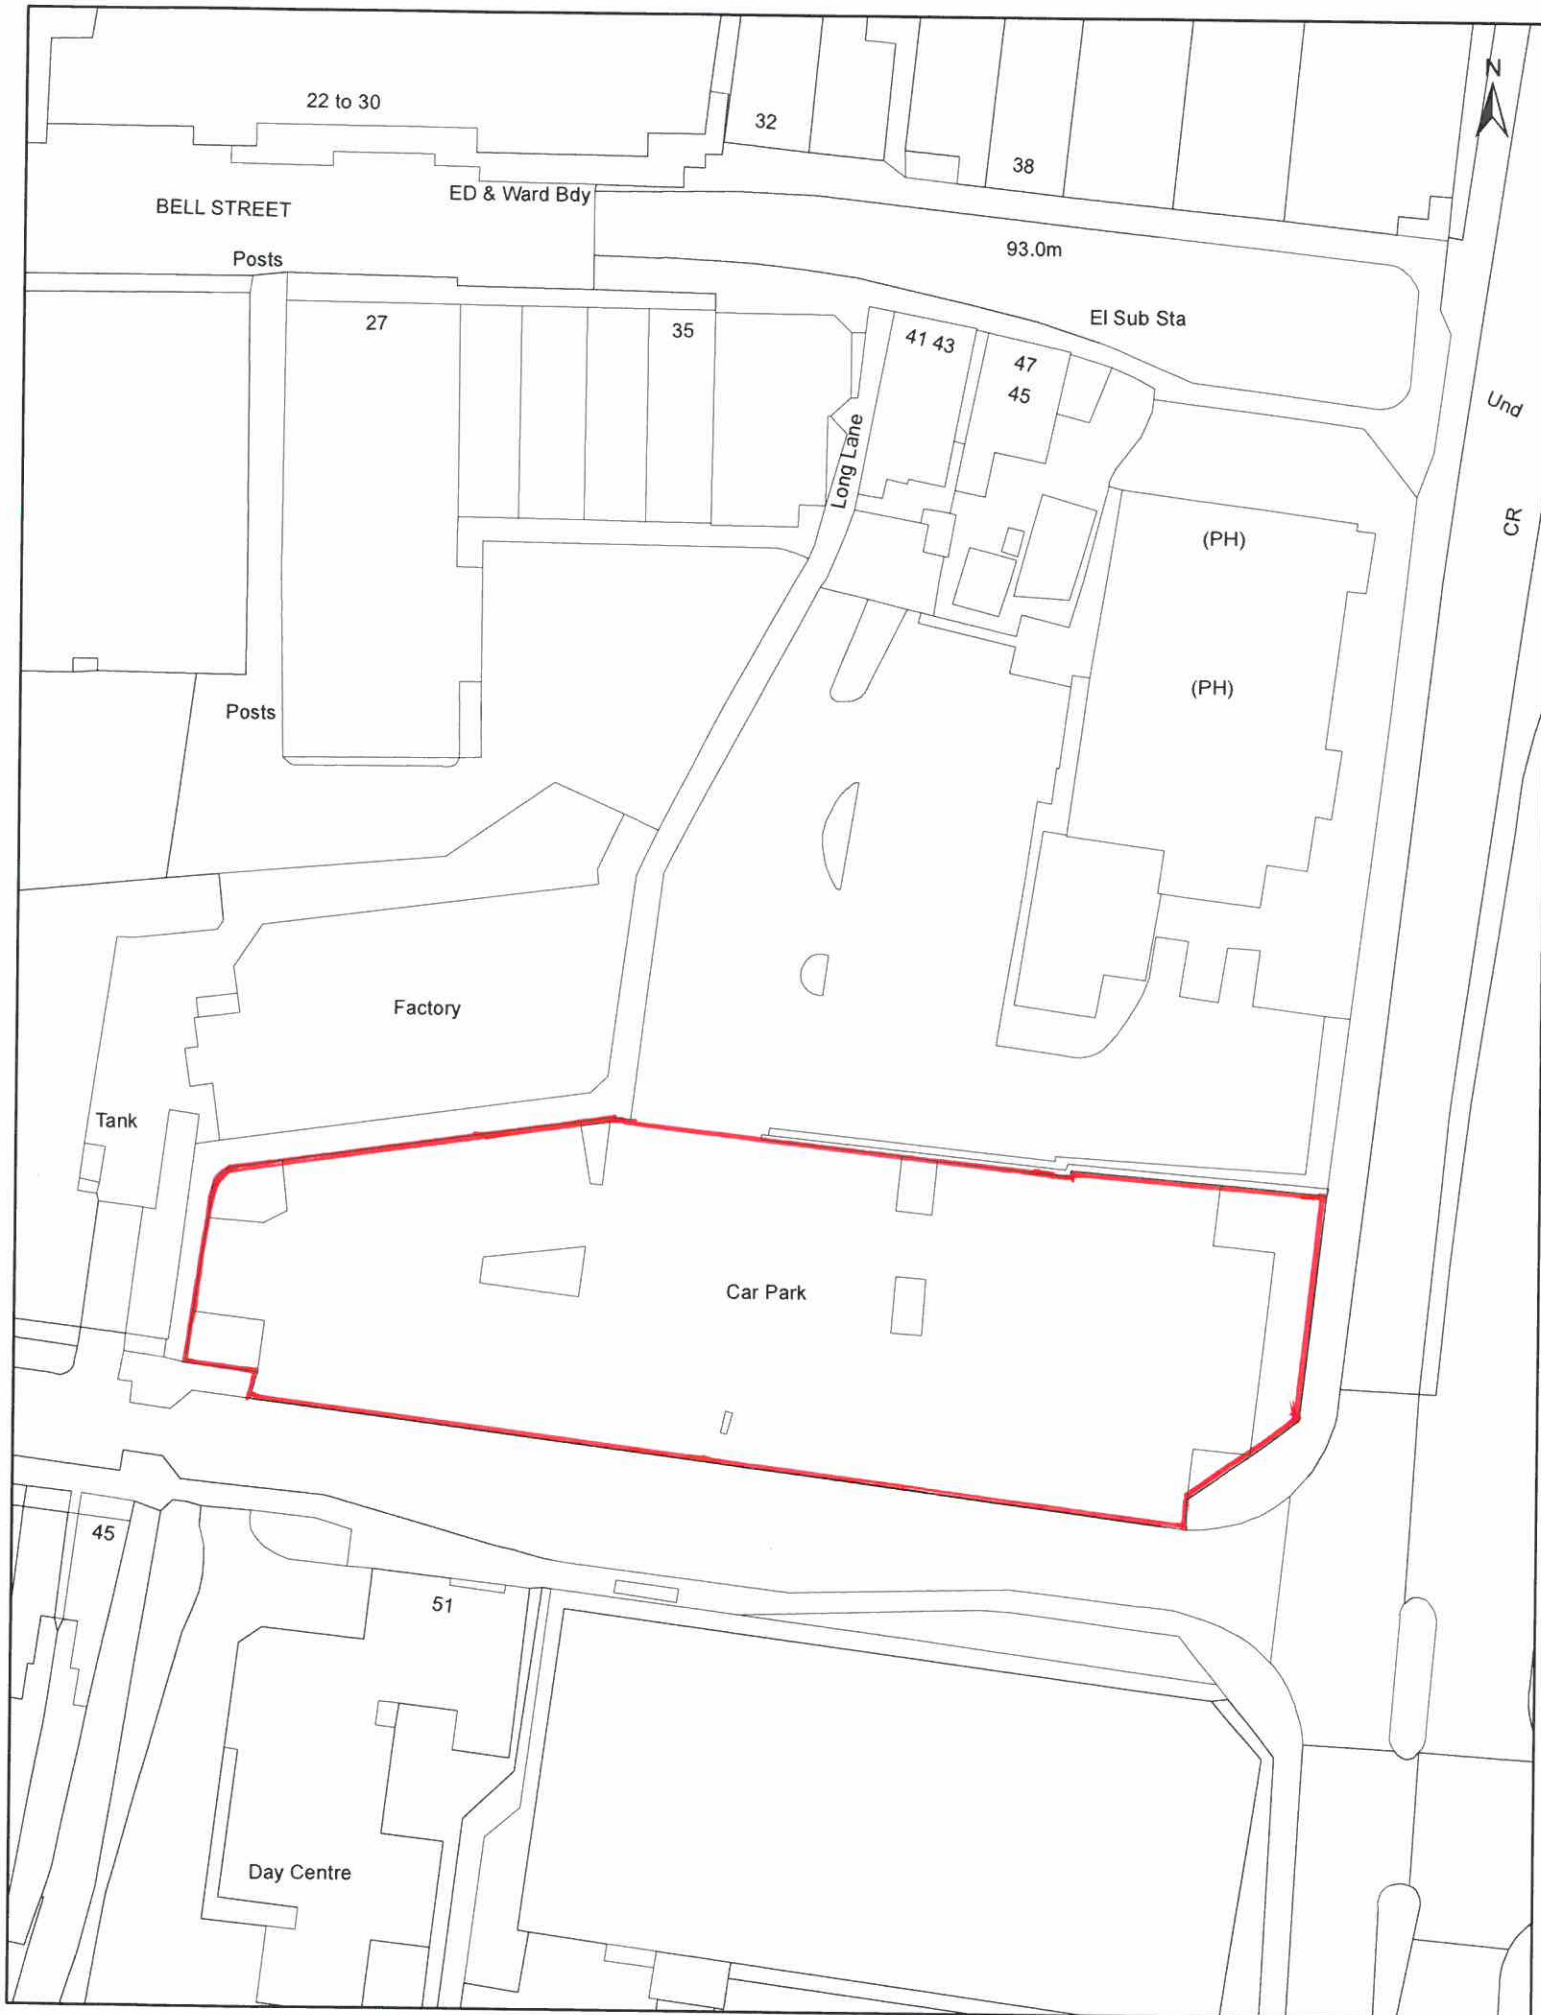 N
22 to 30
32
38
BELL STREET
ED & Ward Bdy
Posts
93.0m
27
35
41 43
El Sub Sta
47
45
Und
Long Lane
CR
(PH)
(PH)
Posts
Factory
Tank
Car Park
45
51
Day Centre